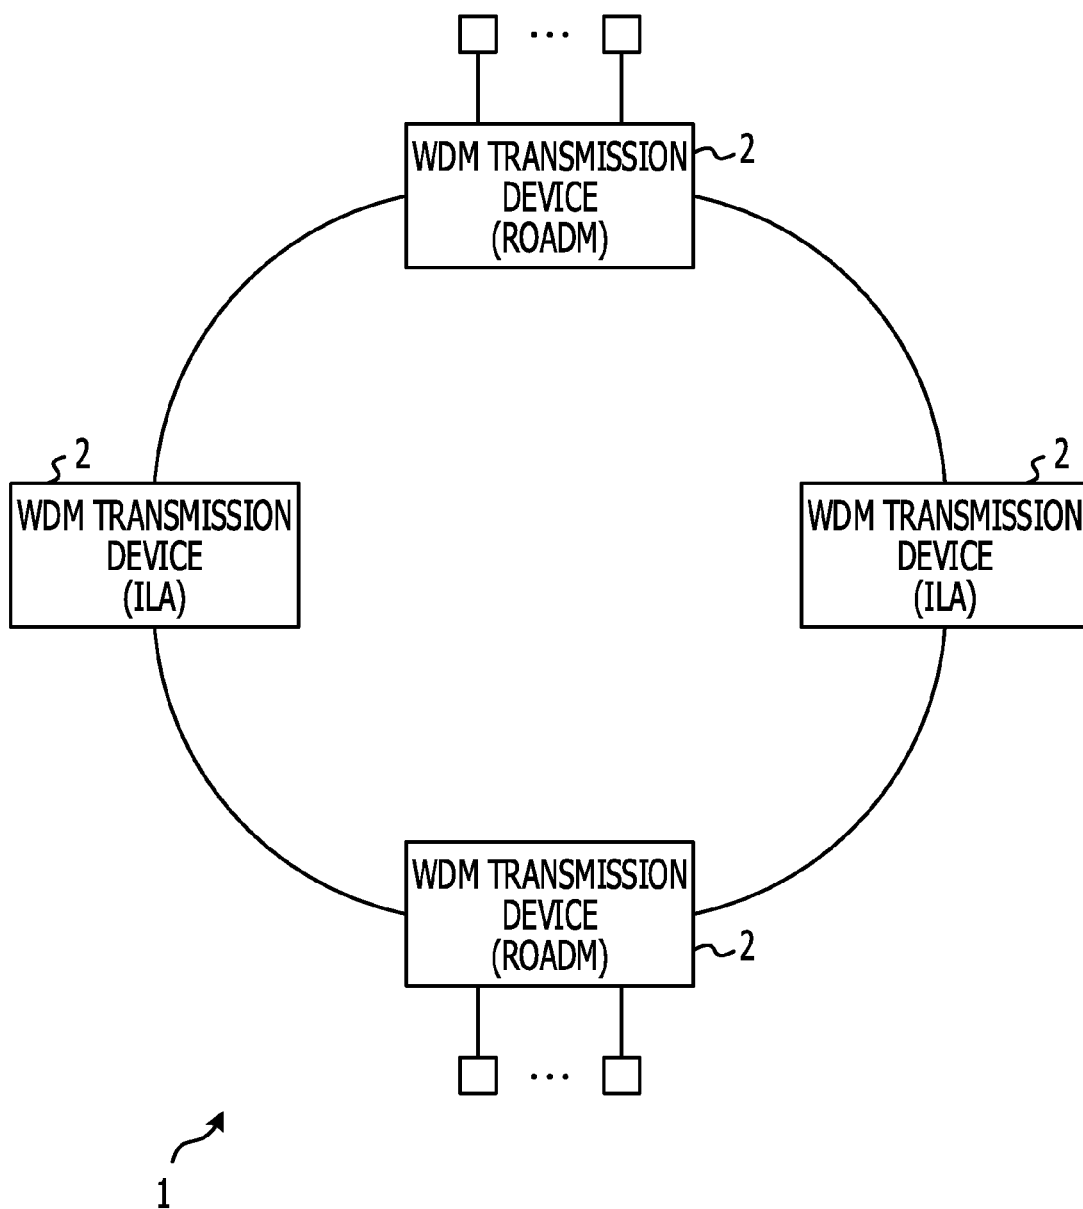 ...
WDM TRANSMISSION
DEVICE
(ROADM)
2
2
WDM TRANSMISSION
DEVICE
(ILA)
2
WDM TRANSMISSION
DEVICE
(ILA)
WDM TRANSMISSION
DEVICE
(ROADM)
2
...
1